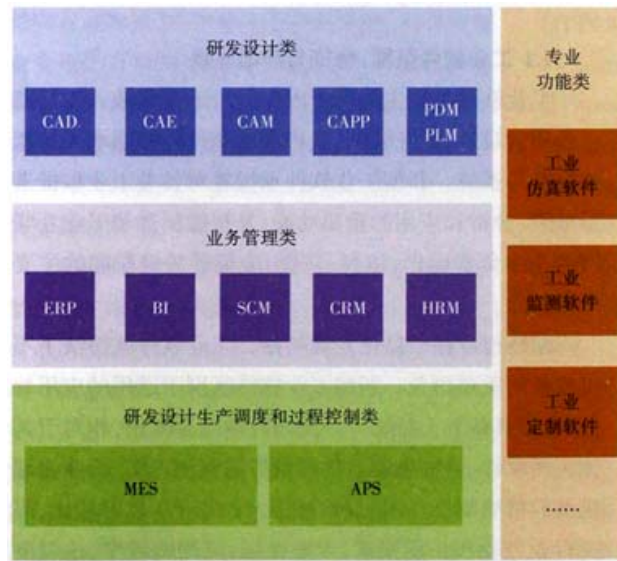 研发设计类
CAD
CAE
CAM
CAPP
PDM
PLM
业务管理类
ERP
BI
SCM
CRM
HRM
研发设计生产调度和过程控制类
MES
APS
专业
功能类
工业
仿真软件
工业
监测软件
工业
定制软件
……